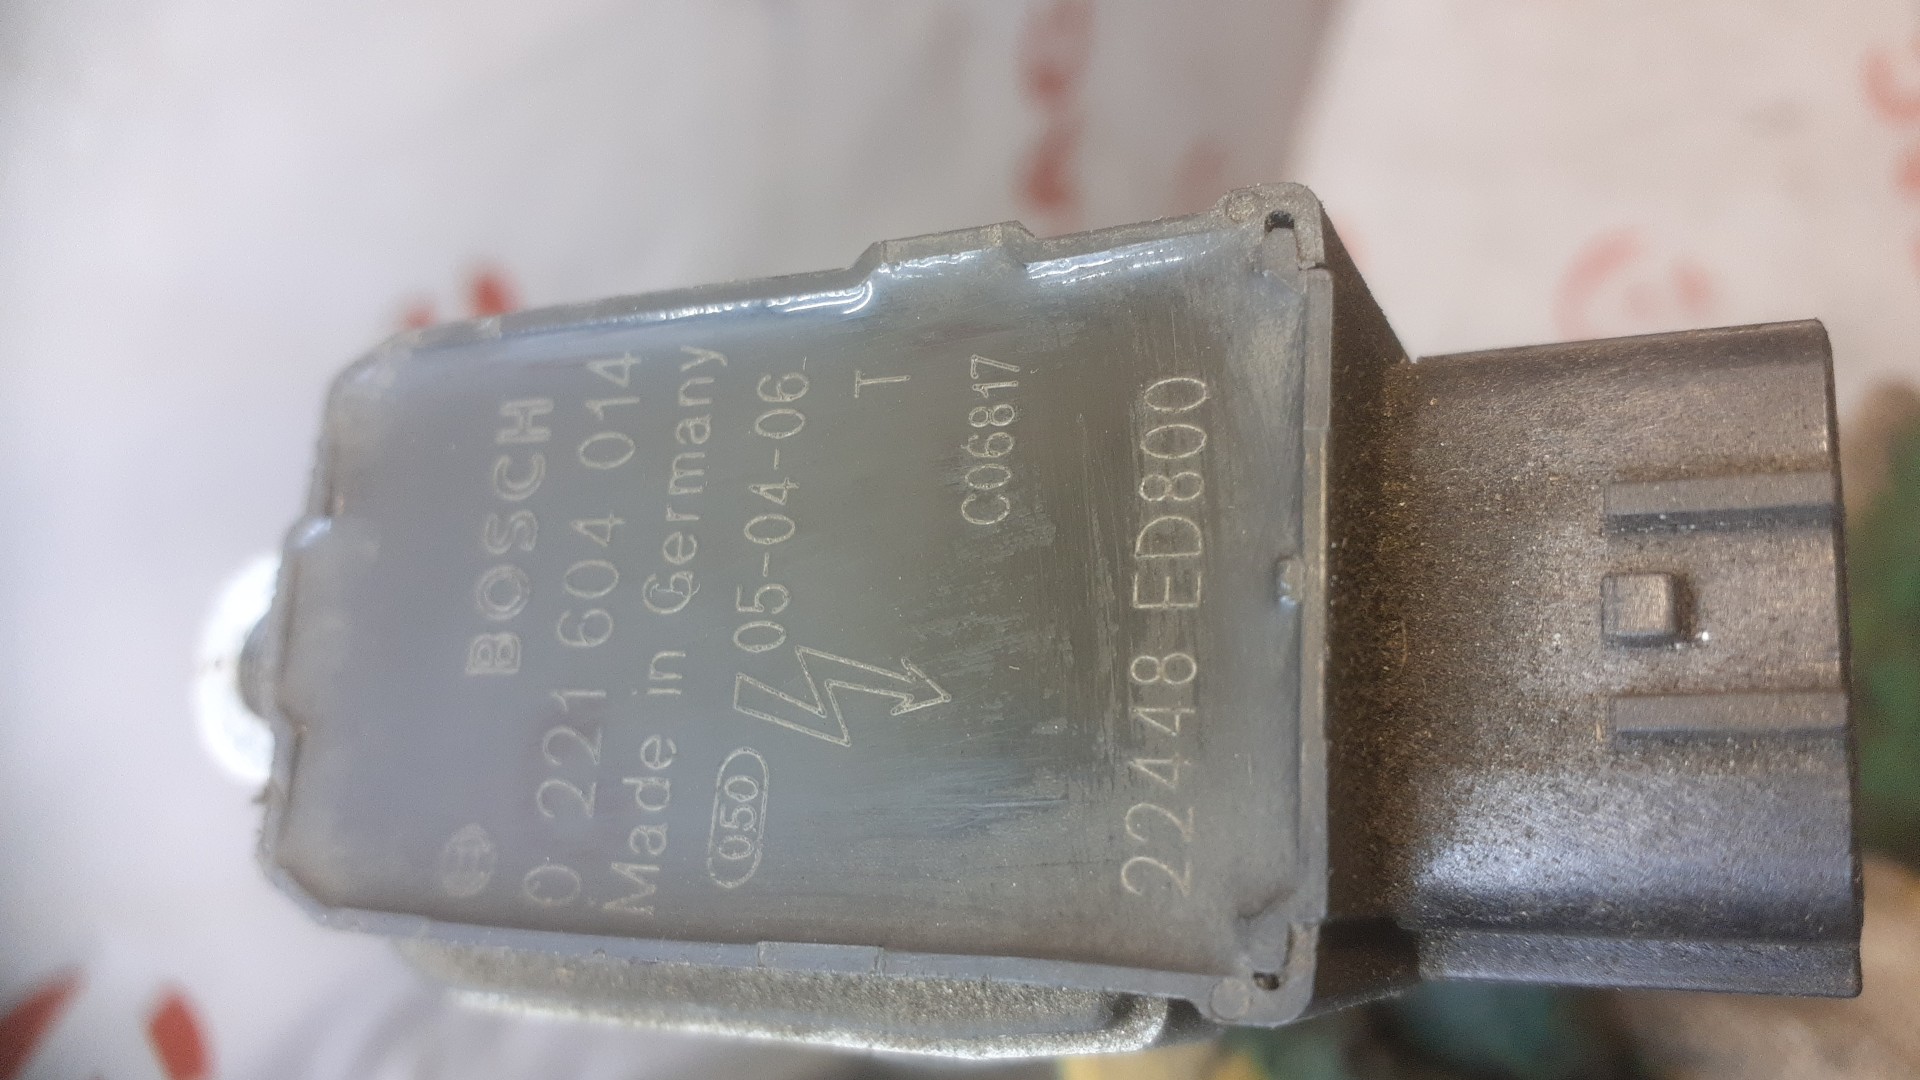 BOSCH
0 221 604 014
Made in Germany
050 05-04-06
T
C06817
22448 ED800